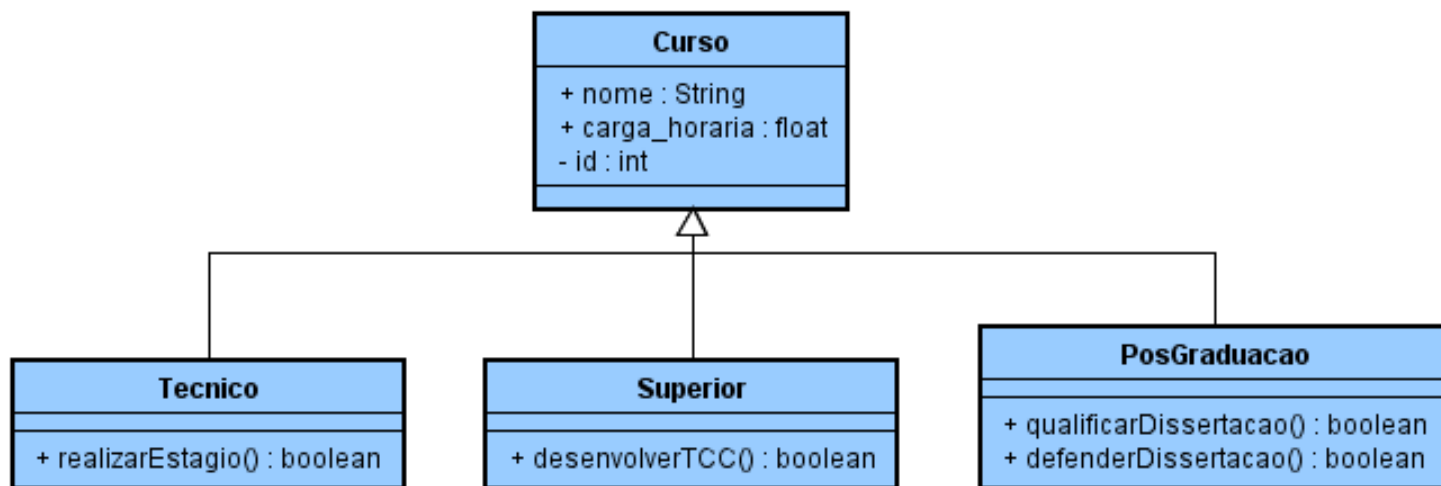 Curso
+ nome : String
+ carga_horaria : float
- id : int
Tecnico
+ realizarEstagio() : boolean
Superior
+ desenvolverTCC() : boolean
PosGraduacao
+ qualificarDissertacao() : boolean
+ defenderDissertacao() : boolean